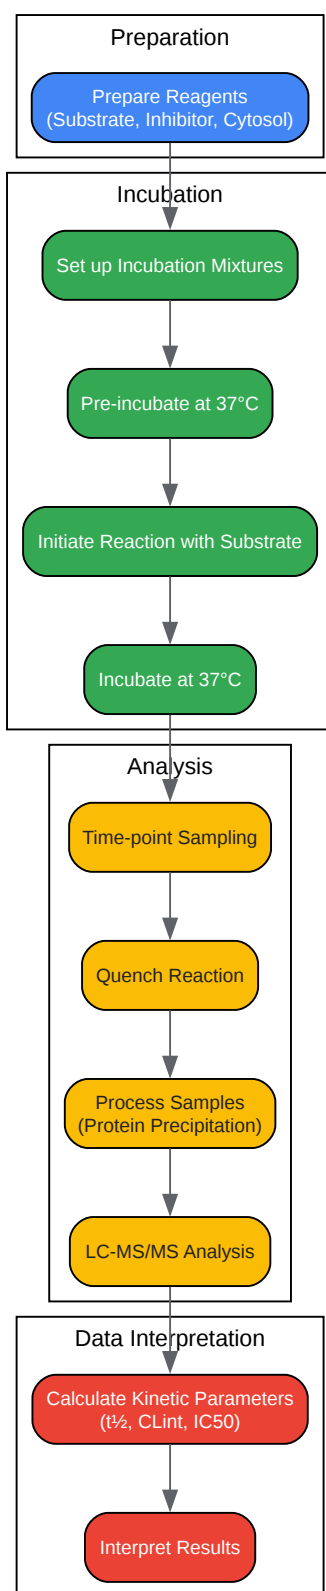 Preparation
Prepare Reagents
(Substrate, Inhibitor, Cytosol)
Incubation
Set up Incubation Mixtures
Pre-incubate at 37°C
Initiate Reaction with Substrate
Incubate at 37°C
Analysis
Time-point Sampling
Quench Reaction
Process Samples
(Protein Precipitation)
LC-MS/MS Analysis
Data Interpretation
Calculate Kinetic Parameters
(t½, CLint, IC50)
Interpret Results